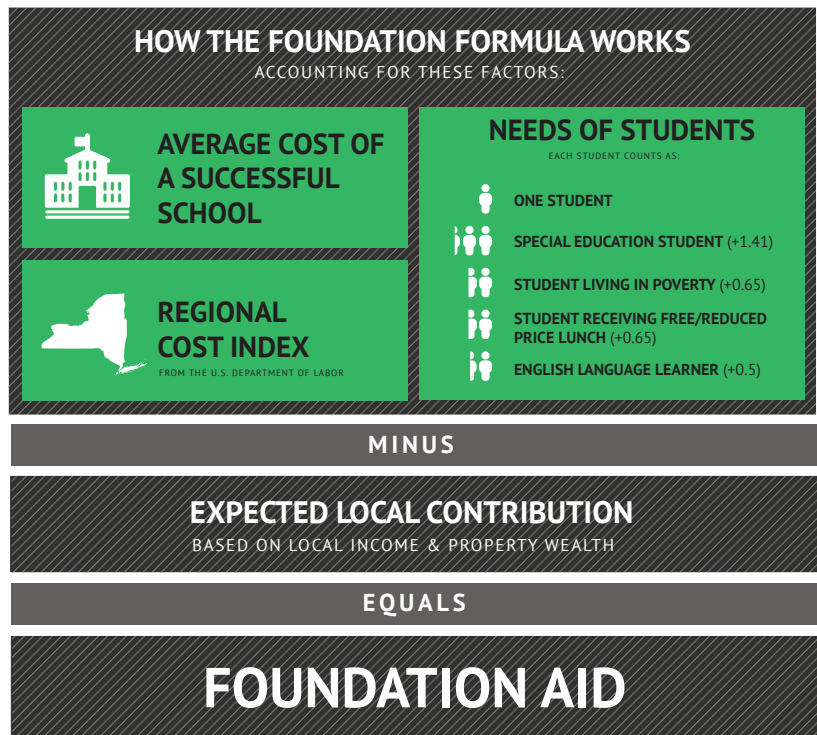 HOW THE FOUNDATION FORMULA WORKS
ACCOUNTING FOR THESE FACTORS:
AVERAGE COST OF
A SUCCESSFUL
SCHOOL
REGIONAL
COST INDEX
FROM THE U.S. DEPARTMENT OF LABOR
NEEDS OF STUDENTS
EACH STUDENT COUNTS AS:
ONE STUDENT
SPECIAL EDUCATION STUDENT (+1.41)
STUDENT LIVING IN POVERTY (+0.65)
STUDENT RECEIVING FREE/REDUCED
PRICE LUNCH (+0.65)
ENGLISH LANGUAGE LEARNER (+0.5)
MINUS
EXPECTED LOCAL CONTRIBUTION
BASED ON LOCAL INCOME & PROPERTY WEALTH
EQUALS
FOUNDATION AID